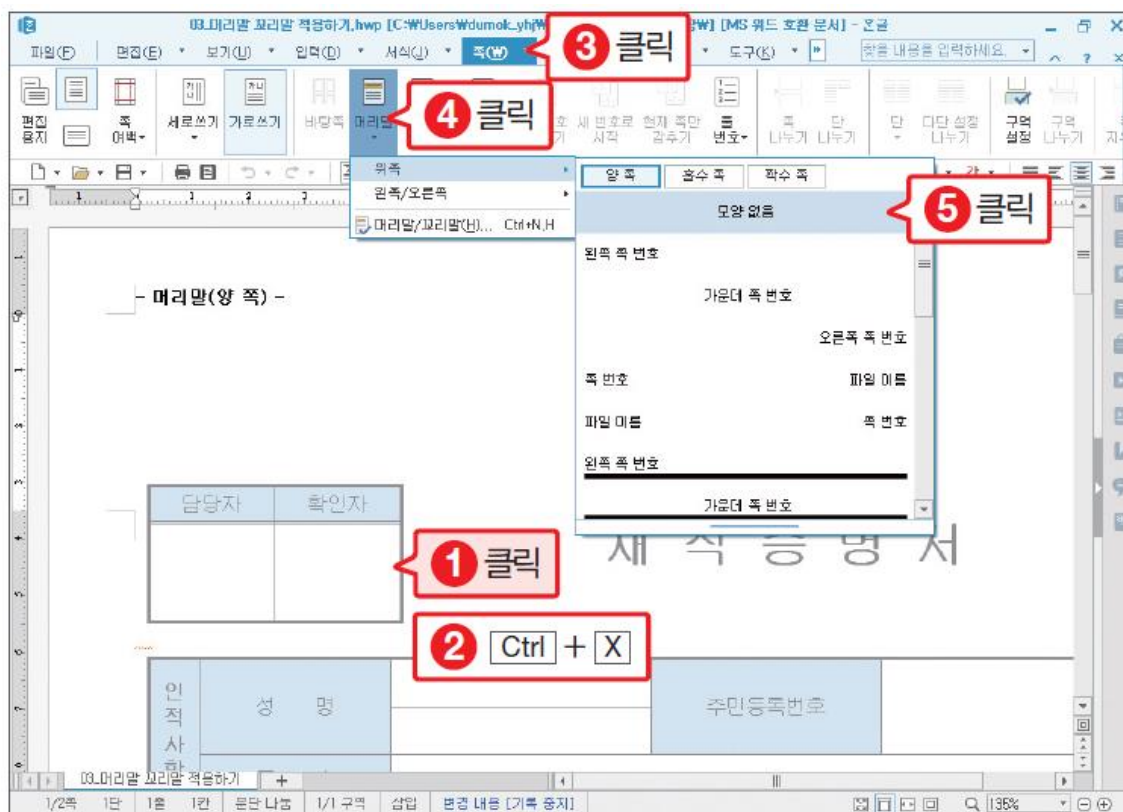 03_머리말 꼬리말 적용하기.hwp [C:₩Users₩dumok_yhj₩ [MS 워드 호환 문서] - 한글
파일(F) 편집(E) 보기(U) 입력(D) 서식(J) 쪽(W) 도구(K) 찾을 내용을 입력하세요.
3 클릭
편집 용지
쪽 여백
세로쓰기
가로쓰기
바탕쪽
머리말
4 클릭
새 번호로 시작
현재 쪽만 감추기
줄 번호
쪽 나누기
단 나누기
단
다단 설정 나누기
구역 설정
구역 나누기
위쪽
왼쪽/오른쪽
머리말/꼬리말(H)... Ctrl+N,H
양 쪽 홀수 쪽 짝수 쪽
모양 없음
5 클릭
왼쪽 쪽 번호
가운데 쪽 번호
오른쪽 쪽 번호
쪽 번호 파일 이름
파일 이름 쪽 번호
왼쪽 쪽 번호
가운데 쪽 번호
- 머리말(양 쪽) -
담당자 확인자
재 직 증 명 서
1 클릭
2 Ctrl + X
인적사항
성 명
주민등록번호
03_머리말 꼬리말 적용하기
1/2쪽 1단 1줄 1칸 문단 나눔 1/1 구역 삽입 변경 내용 [기록 중지] 135%